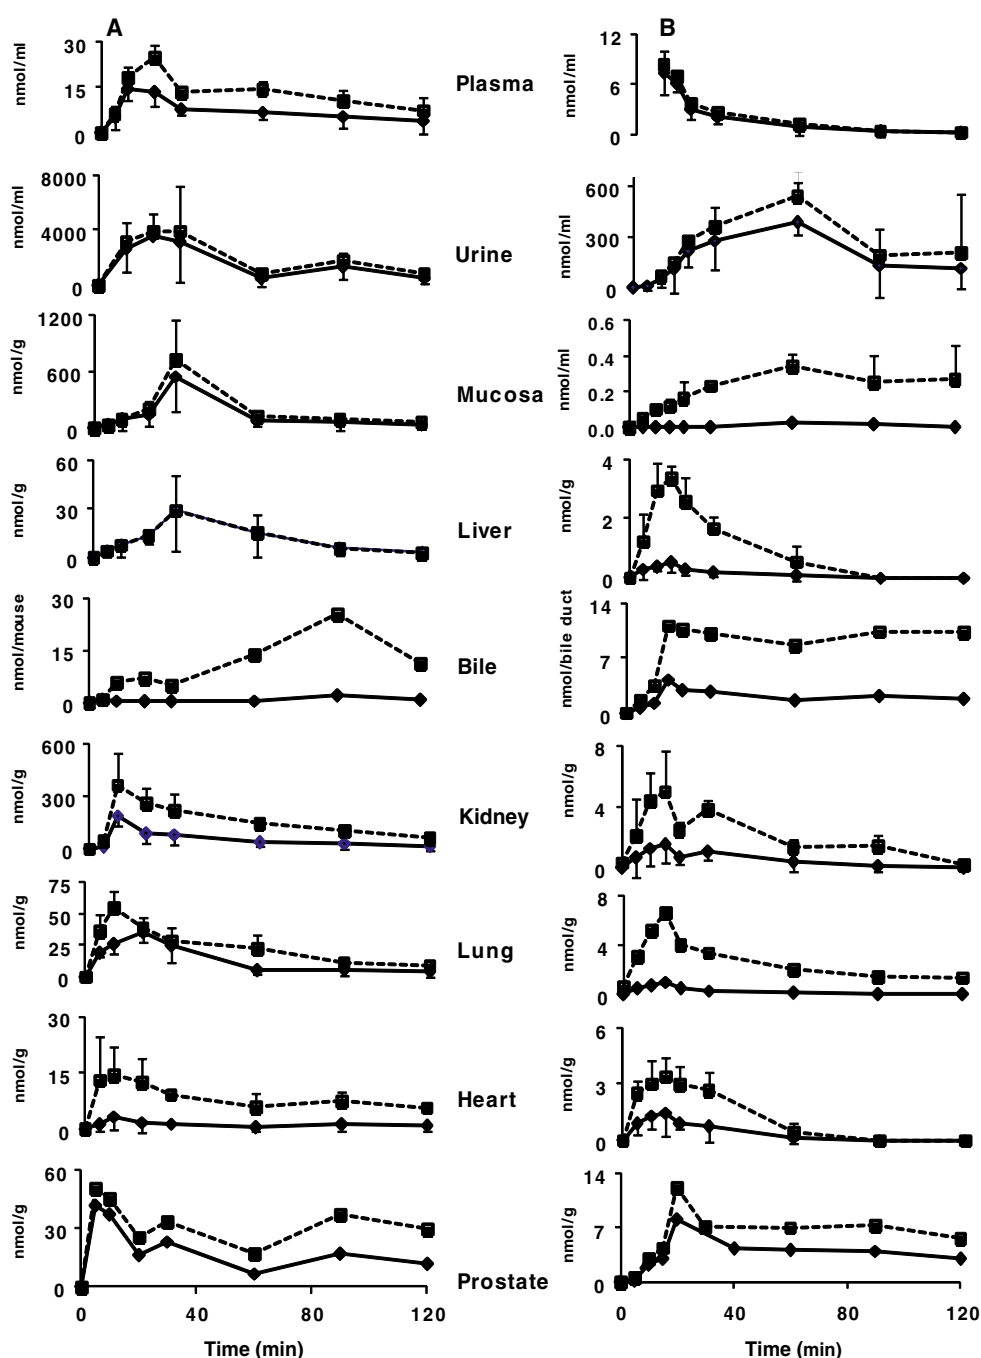 A
B
30
15
0
nmol/ml
Plasma
12
6
0
nmol/ml
8000
4000
0
nmol/ml
Urine
600
300
0
nmol/ml
1200
600
0
nmol/g
Mucosa
0.6
0.4
0.2
0.0
nmol/ml
60
30
0
nmol/g
Liver
4
2
0
nmol/g
30
15
0
nmol/mouse
Bile
14
7
0
nmol/bile duct
600
300
0
nmol/g
Kidney
8
4
0
nmol/g
75
50
25
0
nmol/g
Lung
8
4
0
nmol/g
30
15
0
nmol/g
Heart
6
3
0
nmol/g
60
30
0
nmol/g
Prostate
14
7
0
nmol/g
0 40 80 120
Time (min)
0 40 80 120
Time (min)